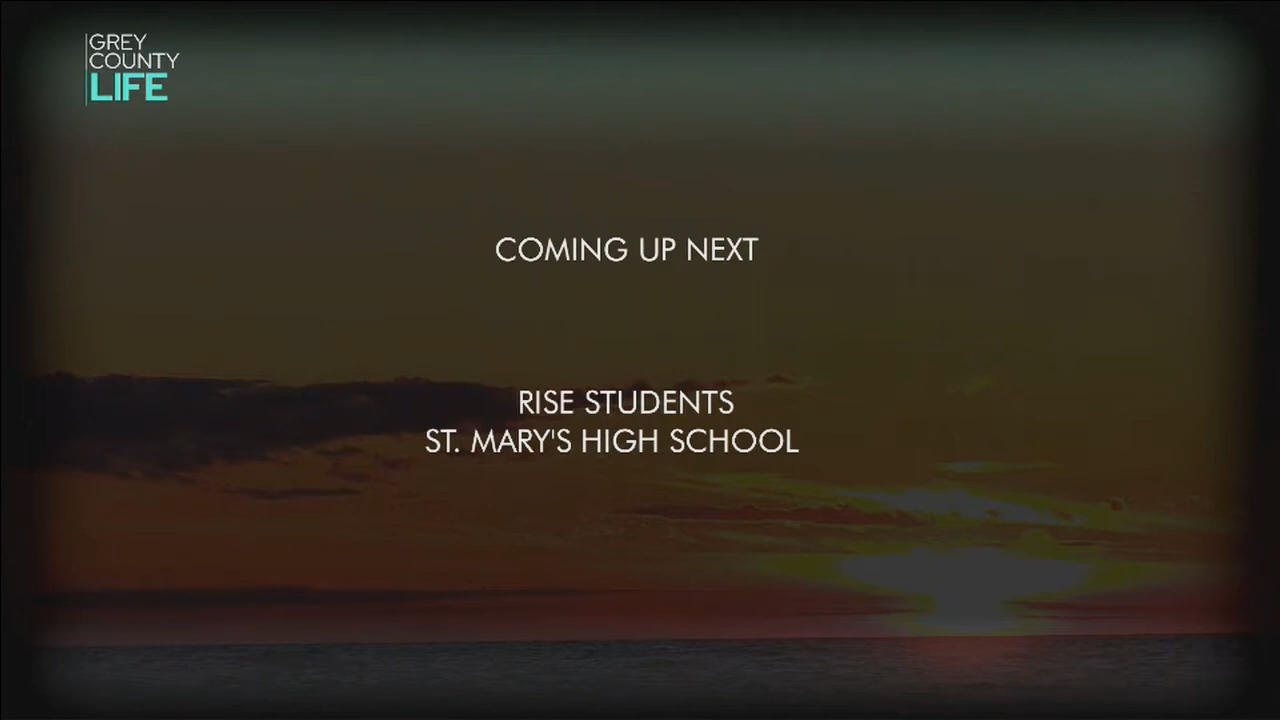 GREY
COUNTY
LIFE
COMING UP NEXT
RISE STUDENTS
ST. MARY'S HIGH SCHOOL